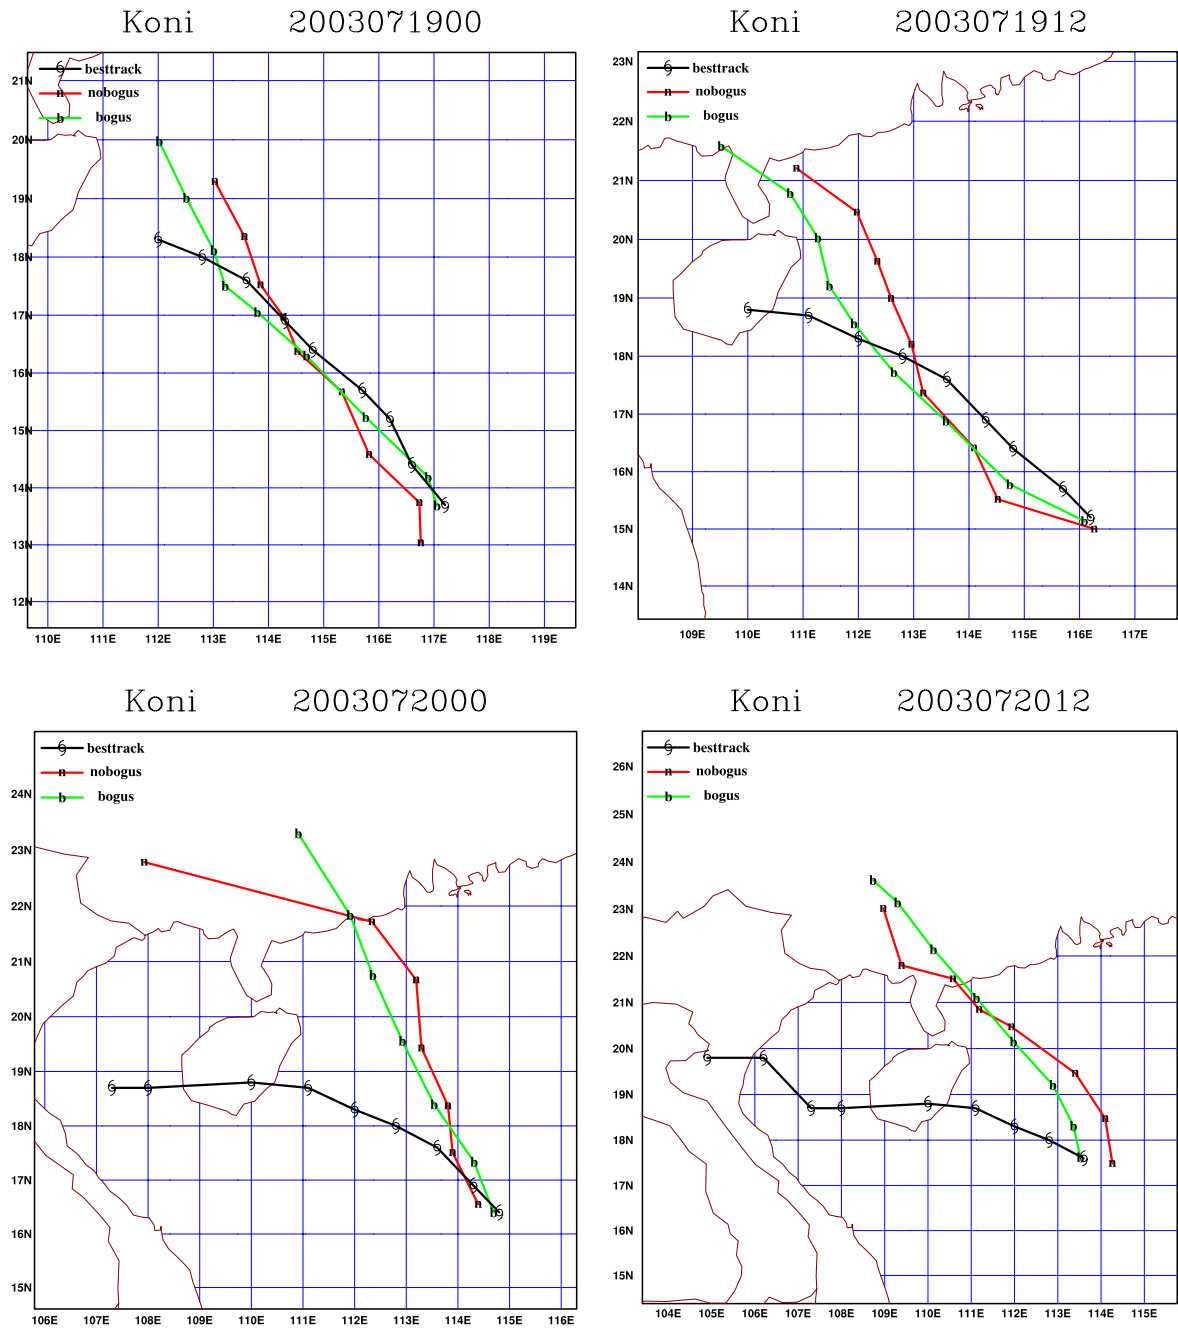 Koni 2003071900
besttrack
nobogus
bogus
21N
20N
19N
18N
17N
16N
15N
14N
13N
12N
110E 111E 112E 113E 114E 115E 116E 117E 118E 119E
Koni 2003071912
besttrack
nobogus
bogus
23N
22N
21N
20N
19N
18N
17N
16N
15N
14N
109E 110E 111E 112E 113E 114E 115E 116E 117E
Koni 2003072000
besttrack
nobogus
bogus
24N
23N
22N
21N
20N
19N
18N
17N
16N
15N
106E 107E 108E 109E 110E 111E 112E 113E 114E 115E 116E
Koni 2003072012
besttrack
nobogus
bogus
26N
25N
24N
23N
22N
21N
20N
19N
18N
17N
16N
15N
104E 105E 106E 107E 108E 109E 110E 111E 112E 113E 114E 115E